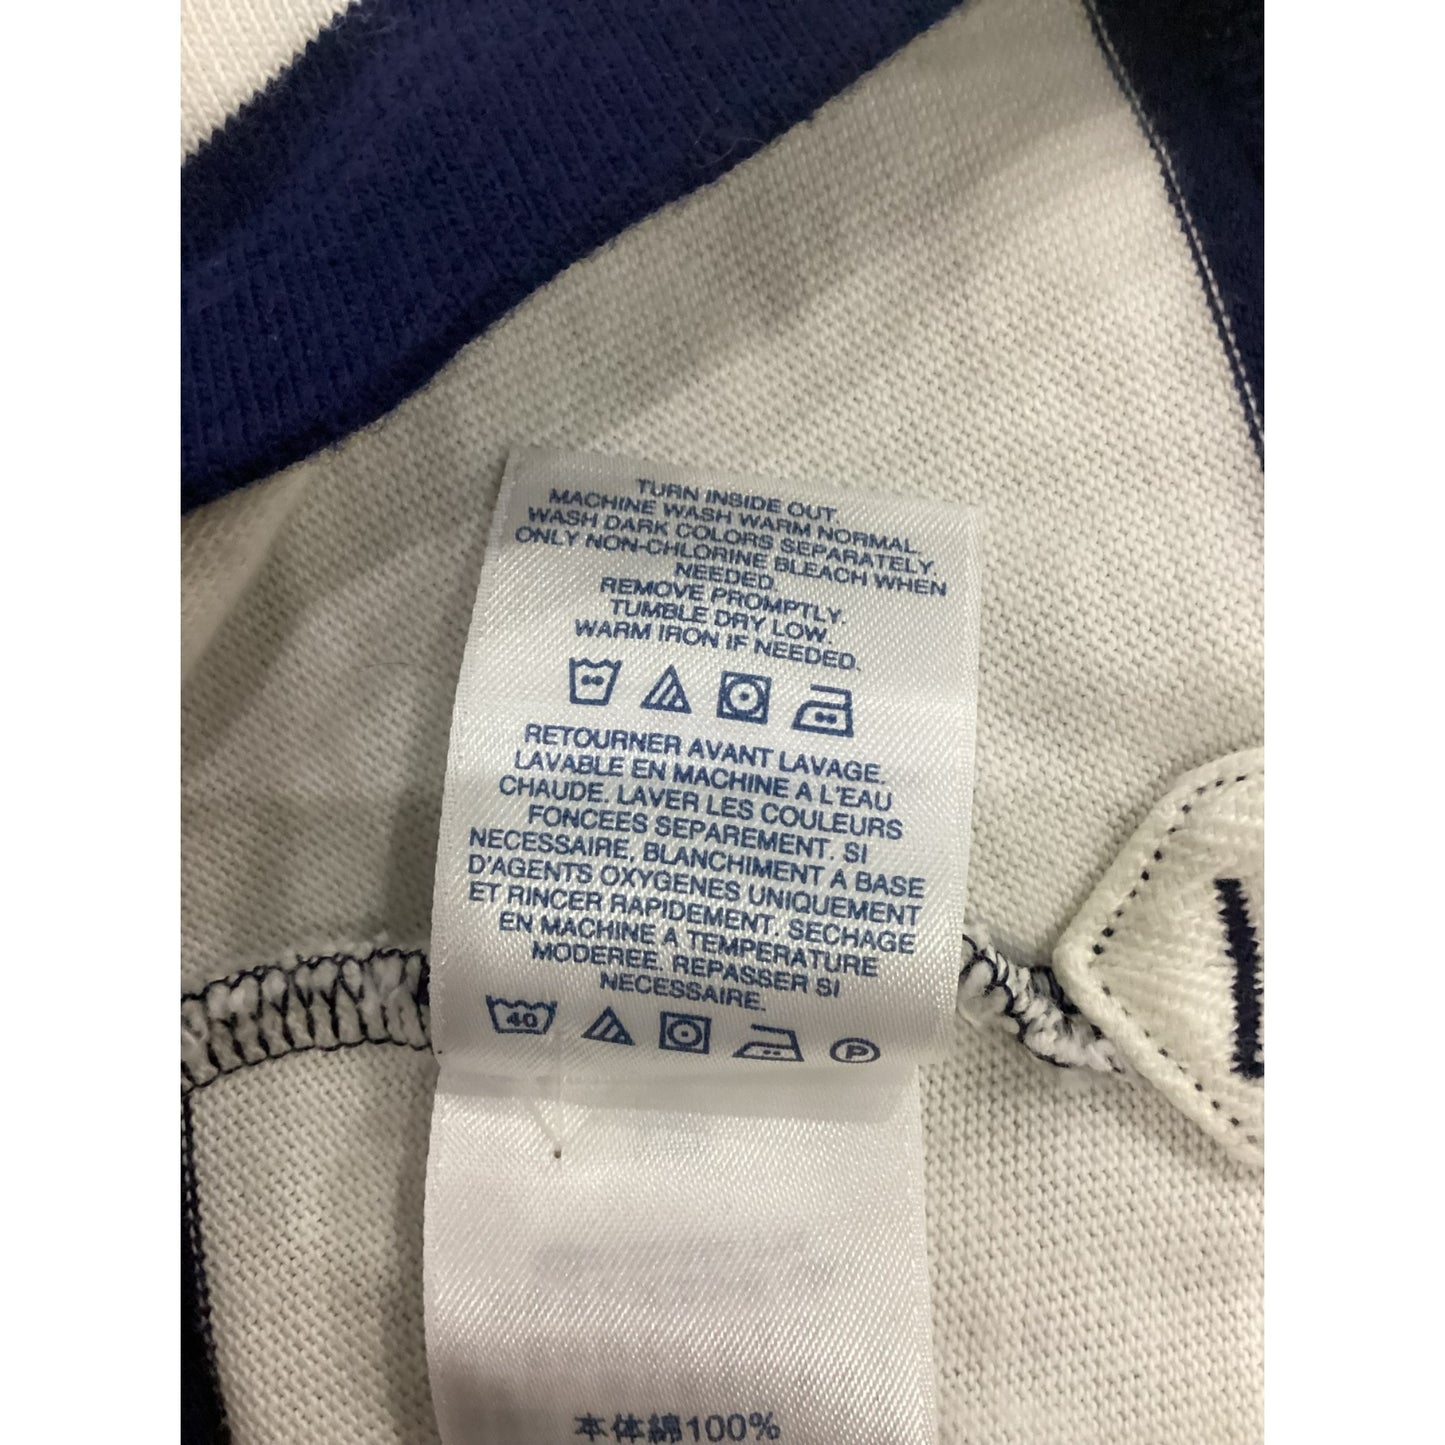 TURN INSIDE OUT.
MACHINE WASH WARM NORMAL.
WASH DARK COLORS SEPARATELY.
ONLY NON-CHLORINE BLEACH WHEN
NEEDED.
REMOVE PROMPTLY.
TUMBLE DRY LOW.
WARM IRON IF NEEDED.
RETOURNER AVANT LAVAGE.
LAVABLE EN MACHINE A L'EAU
CHAUDE. LAVER LES COULEURS
FONCEES SEPAREMENT. SI
NECESSAIRE, BLANCHIMENT A BASE
D'AGENTS OXYGENES UNIQUEMENT
ET RINCER RAPIDEMENT. SECHAGE
EN MACHINE A TEMPERATURE
MODEREE. REPASSER SI
NECESSAIRE.
40 P
本体綿100%